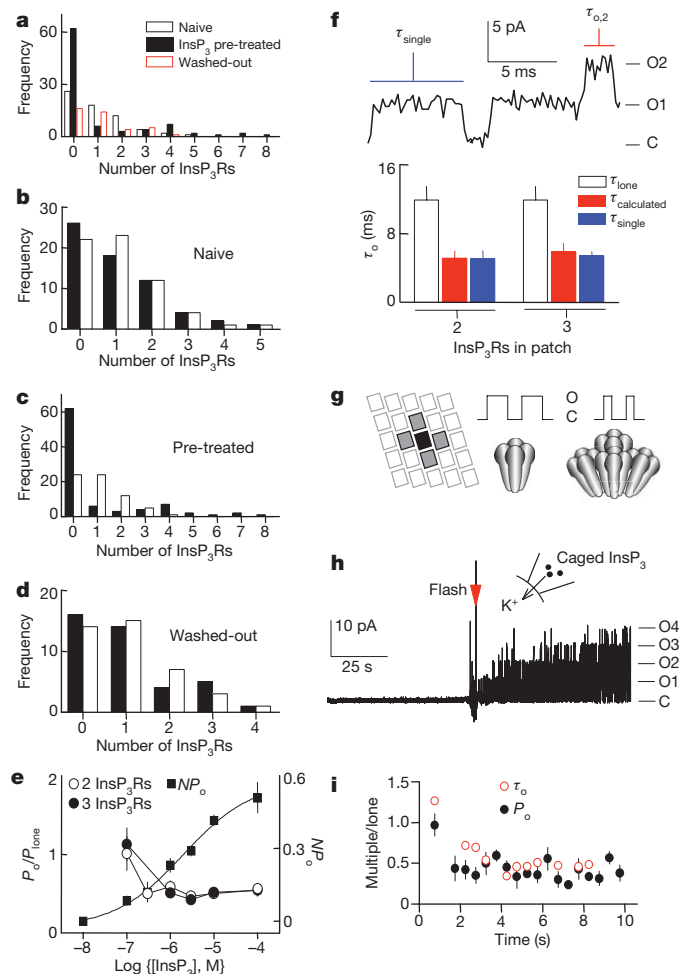 a
Naive
InsP3 pre-treated
Washed-out
Frequency
60
30
0
0 1 2 3 4 5 6 7 8
Number of InsP3Rs
b
Naive
Frequency
30
20
10
0
0 1 2 3 4 5
Number of InsP3Rs
c
Pre-treated
Frequency
60
40
20
0
0 1 2 3 4 5 6 7 8
Number of InsP3Rs
d
Washed-out
Frequency
20
10
0
0 1 2 3 4
Number of InsP3Rs
e
2 InsP3Rs
3 InsP3Rs
NPo
Po/Plone
2
1
0
NPo
0.6
0.3
0
–8 –7 –6 –5 –4
Log {[InsP3], M}
f
τsingle
5 pA
5 ms
τo,2
O2
O1
C
τlone
τcalculated
τsingle
τo (ms)
16
12
8
4
0
2 3
InsP3Rs in patch
g
O
C
h
Flash
Caged InsP3
K+
10 pA
25 s
O4
O3
O2
O1
C
i
τo
Po
Multiple/lone
1.5
1.0
0.5
0
0 2 4 6 8 10
Time (s)